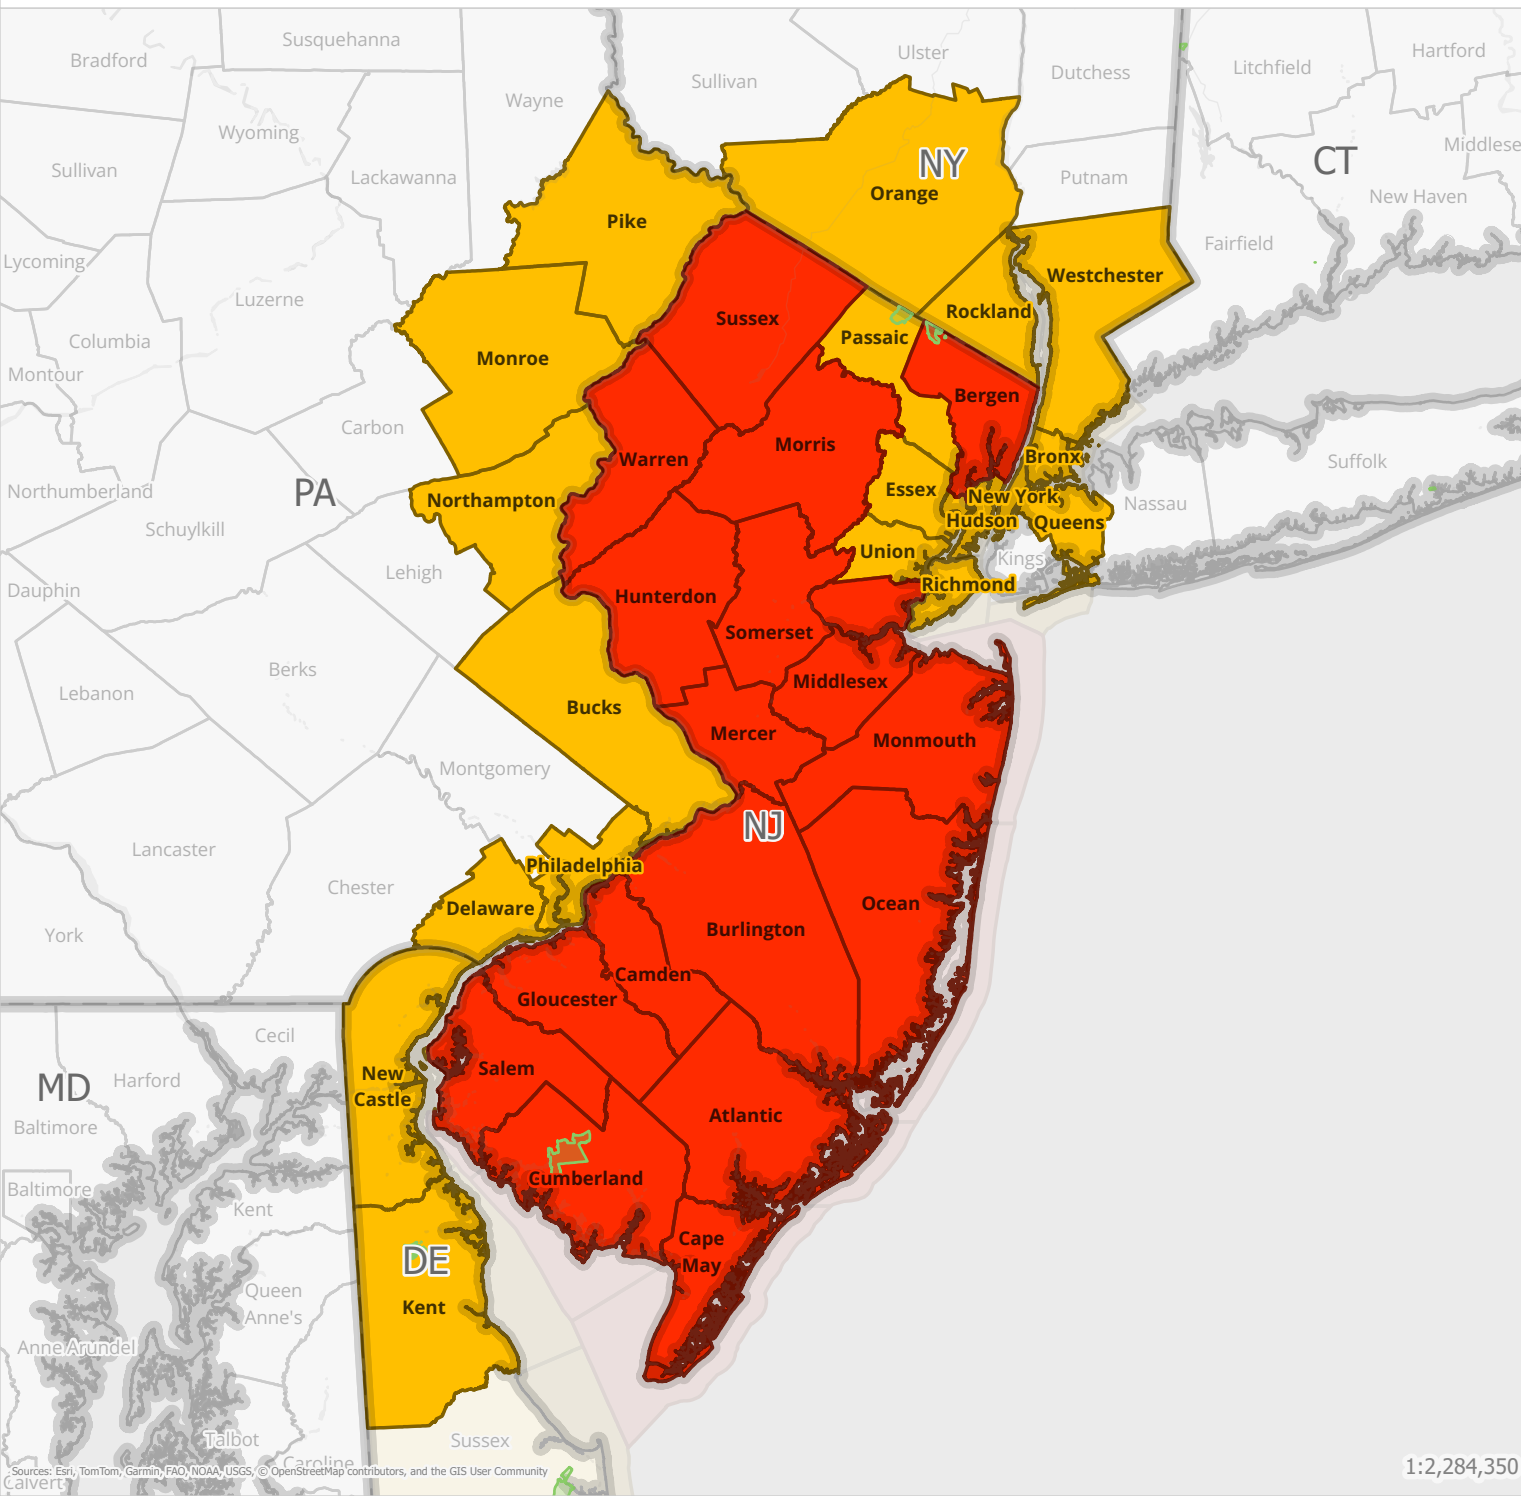 Susquehanna
Ulster
Hartford
Bradford
Litchfield
Sullivan
Dutchess
Wayne
Wyoming
Middlese
CT
NY
Sullivan
Lackawanna
Putnam
Orange
New Haven
Pike
Fairfield
Lycoming
Westchester
Luzerne
Rockland
Sussex
Passaic
Columbia
Monroe
Montour
Bergen
Carbon
Morris
Bronx
Warren
Suffolk
PA
Northumberland
Northampton
Essex
New York
Nassau
Schuylkill
Hudson
Queens
Union
Kings
Lehigh
Richmond
Dauphin
Hunterdon
Somerset
Berks
Middlesex
Lebanon
Bucks
Mercer
Monmouth
Montgomery
NJ
Lancaster
Philadelphia
Chester
Ocean
Delaware
Burlington
York
Camden
Gloucester
Cecil
Salem
New
Castle
Harford
MD
Atlantic
Baltimore
Cumberland
Baltimore
Kent
Cape
May
DE
Queen
Anne's
Kent
Anne Arundel
Sussex
Talbot
Caroline
Sources: Esri, TomTom, Garmin, FAO, NOAA, USGS, © OpenStreetMap contributors, and the GIS User Community
Calvert
1:2,284,350